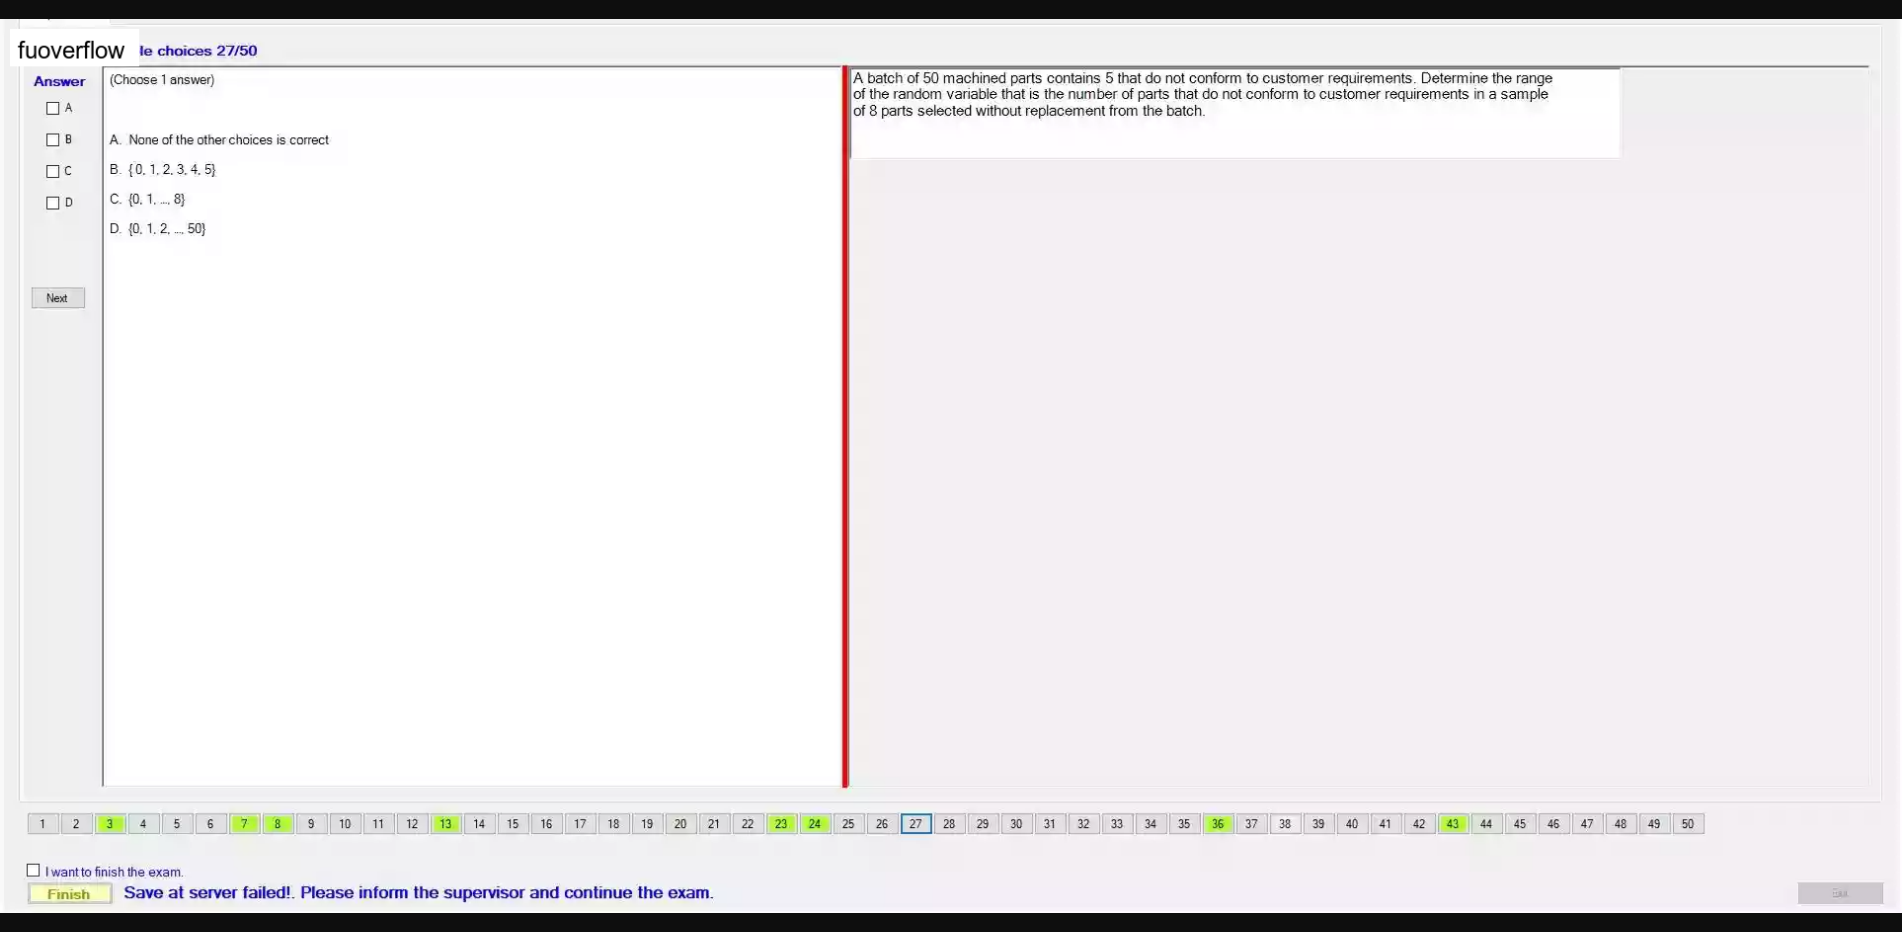 fuoverflow
le choices 27/50
Answer
(Choose 1 answer)
A
B
C
D
A. None of the other choices is correct
B. {0, 1, 2, 3, 4, 5}
C. {0, 1, ..., 8}
D. {0, 1, 2, ..., 50}
Next
A batch of 50 machined parts contains 5 that do not conform to customer requirements. Determine the range
of the random variable that is the number of parts that do not conform to customer requirements in a sample
of 8 parts selected without replacement from the batch.
1 2 3 4 5 6 7 8 9 10 11 12 13 14 15 16 17 18 19 20 21 22 23 24 25 26 27 28 29 30 31 32 33 34 35 36 37 38 39 40 41 42 43 44 45 46 47 48 49 50
I want to finish the exam.
Finish
Save at server failed!. Please inform the supervisor and continue the exam.